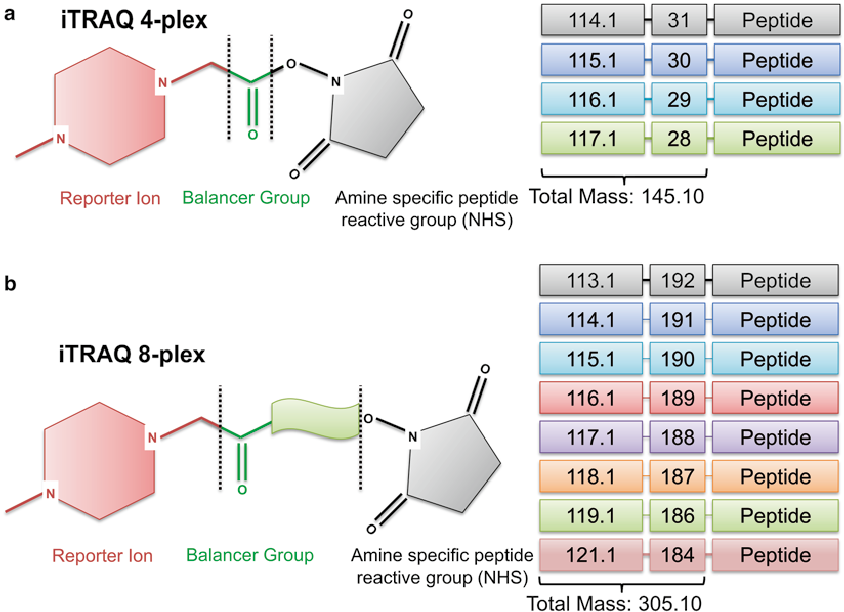 a
iTRAQ 4-plex
N
N
O
O
N
O
O
Reporter Ion
Balancer Group
Amine specific peptide
reactive group (NHS)
114.1 31 Peptide
115.1 30 Peptide
116.1 29 Peptide
117.1 28 Peptide
Total Mass: 145.10
b
iTRAQ 8-plex
N
N
O
O
N
O
O
Reporter Ion
Balancer Group
Amine specific peptide
reactive group (NHS)
113.1 192 Peptide
114.1 191 Peptide
115.1 190 Peptide
116.1 189 Peptide
117.1 188 Peptide
118.1 187 Peptide
119.1 186 Peptide
121.1 184 Peptide
Total Mass: 305.10